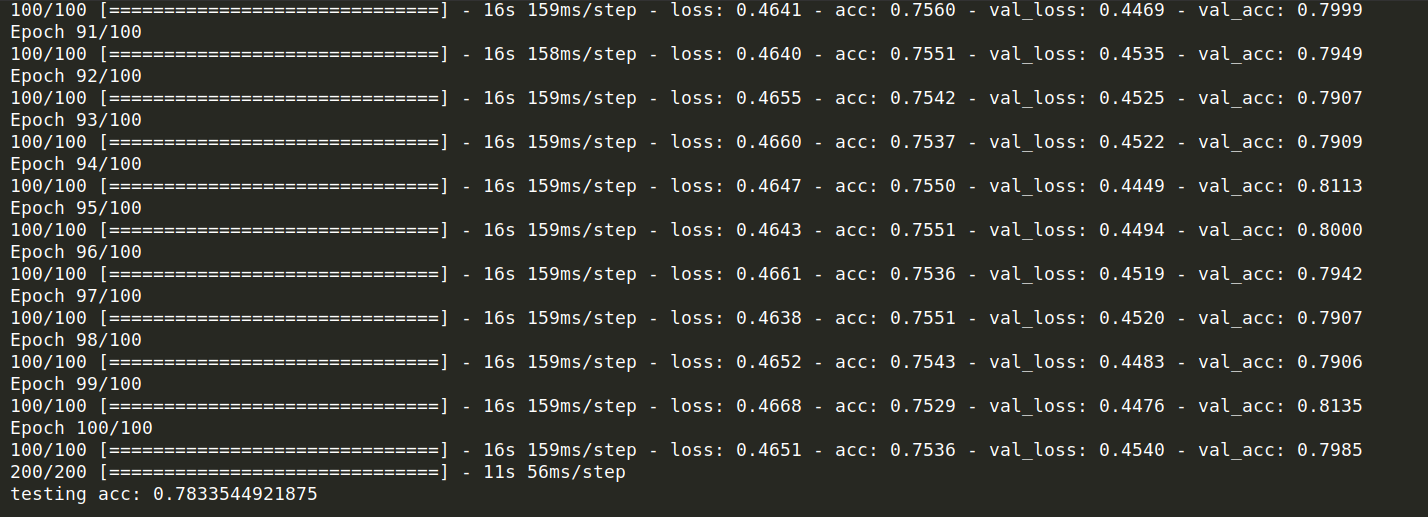 100/100 [==============================] - 16s 159ms/step - loss: 0.4641 - acc: 0.7560 - val_loss: 0.4469 - val_acc: 0.7999
Epoch 91/100
100/100 [==============================] - 16s 158ms/step - loss: 0.4640 - acc: 0.7551 - val_loss: 0.4535 - val_acc: 0.7949
Epoch 92/100
100/100 [==============================] - 16s 159ms/step - loss: 0.4655 - acc: 0.7542 - val_loss: 0.4525 - val_acc: 0.7907
Epoch 93/100
100/100 [==============================] - 16s 159ms/step - loss: 0.4660 - acc: 0.7537 - val_loss: 0.4522 - val_acc: 0.7909
Epoch 94/100
100/100 [==============================] - 16s 159ms/step - loss: 0.4647 - acc: 0.7550 - val_loss: 0.4449 - val_acc: 0.8113
Epoch 95/100
100/100 [==============================] - 16s 159ms/step - loss: 0.4643 - acc: 0.7551 - val_loss: 0.4494 - val_acc: 0.8000
Epoch 96/100
100/100 [==============================] - 16s 159ms/step - loss: 0.4661 - acc: 0.7536 - val_loss: 0.4519 - val_acc: 0.7942
Epoch 97/100
100/100 [==============================] - 16s 159ms/step - loss: 0.4638 - acc: 0.7551 - val_loss: 0.4520 - val_acc: 0.7907
Epoch 98/100
100/100 [==============================] - 16s 159ms/step - loss: 0.4652 - acc: 0.7543 - val_loss: 0.4483 - val_acc: 0.7906
Epoch 99/100
100/100 [==============================] - 16s 159ms/step - loss: 0.4668 - acc: 0.7529 - val_loss: 0.4476 - val_acc: 0.8135
Epoch 100/100
100/100 [==============================] - 16s 159ms/step - loss: 0.4651 - acc: 0.7536 - val_loss: 0.4540 - val_acc: 0.7985
200/200 [==============================] - 11s 56ms/step
testing acc: 0.7833544921875